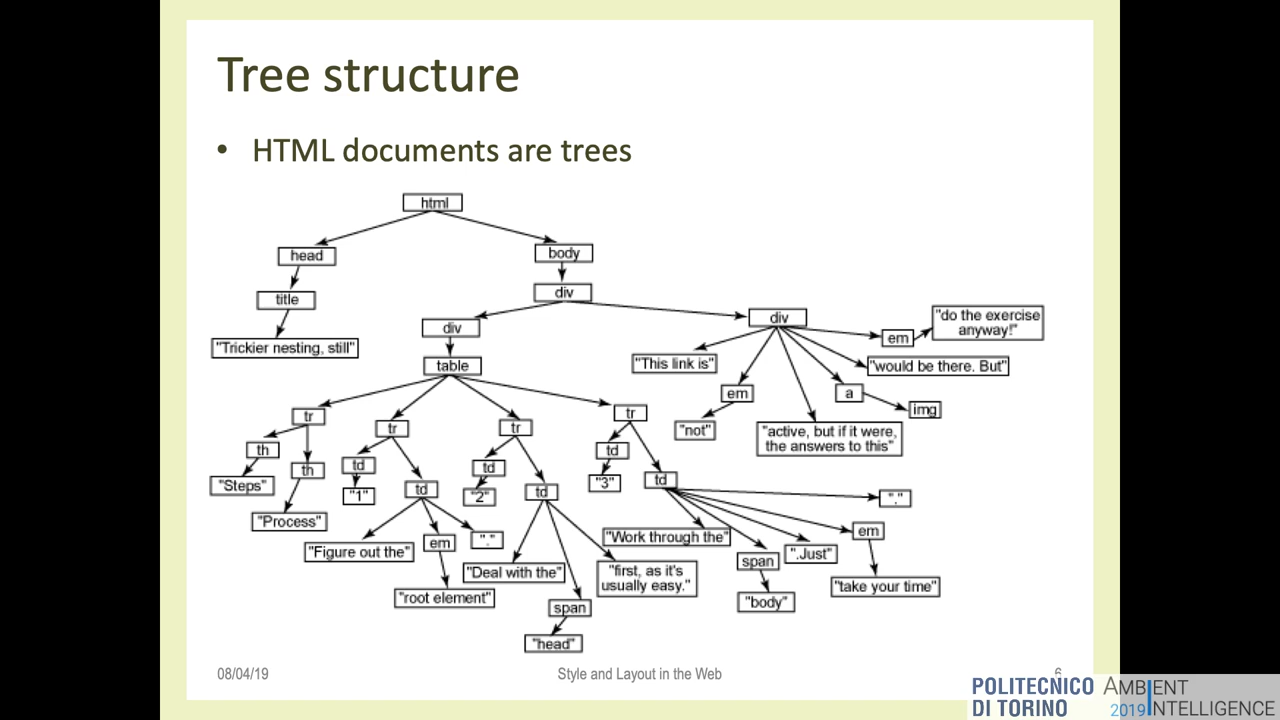 Tree structure
• HTML documents are trees
html
head
body
title
div
"Trickier nesting, still"
div
div
table
"This link is"
em
"not"
"active, but if it were,
the answers to this"
a
img
"would be there. But"
em
"do the exercise
anyway!"
tr
tr
tr
tr
th
"Steps"
th
"Process"
td
"1"
td
"Figure out the"
em
"root element"
"."
td
"2"
td
"Deal with the"
span
"head"
"first, as it's
usually easy."
td
"3"
td
"Work through the"
span
"body"
".Just"
em
"take your time"
"."
08/04/19
Style and Layout in the Web
6
POLITECNICO
DI TORINO
AMBIENT
2019 INTELLIGENCE